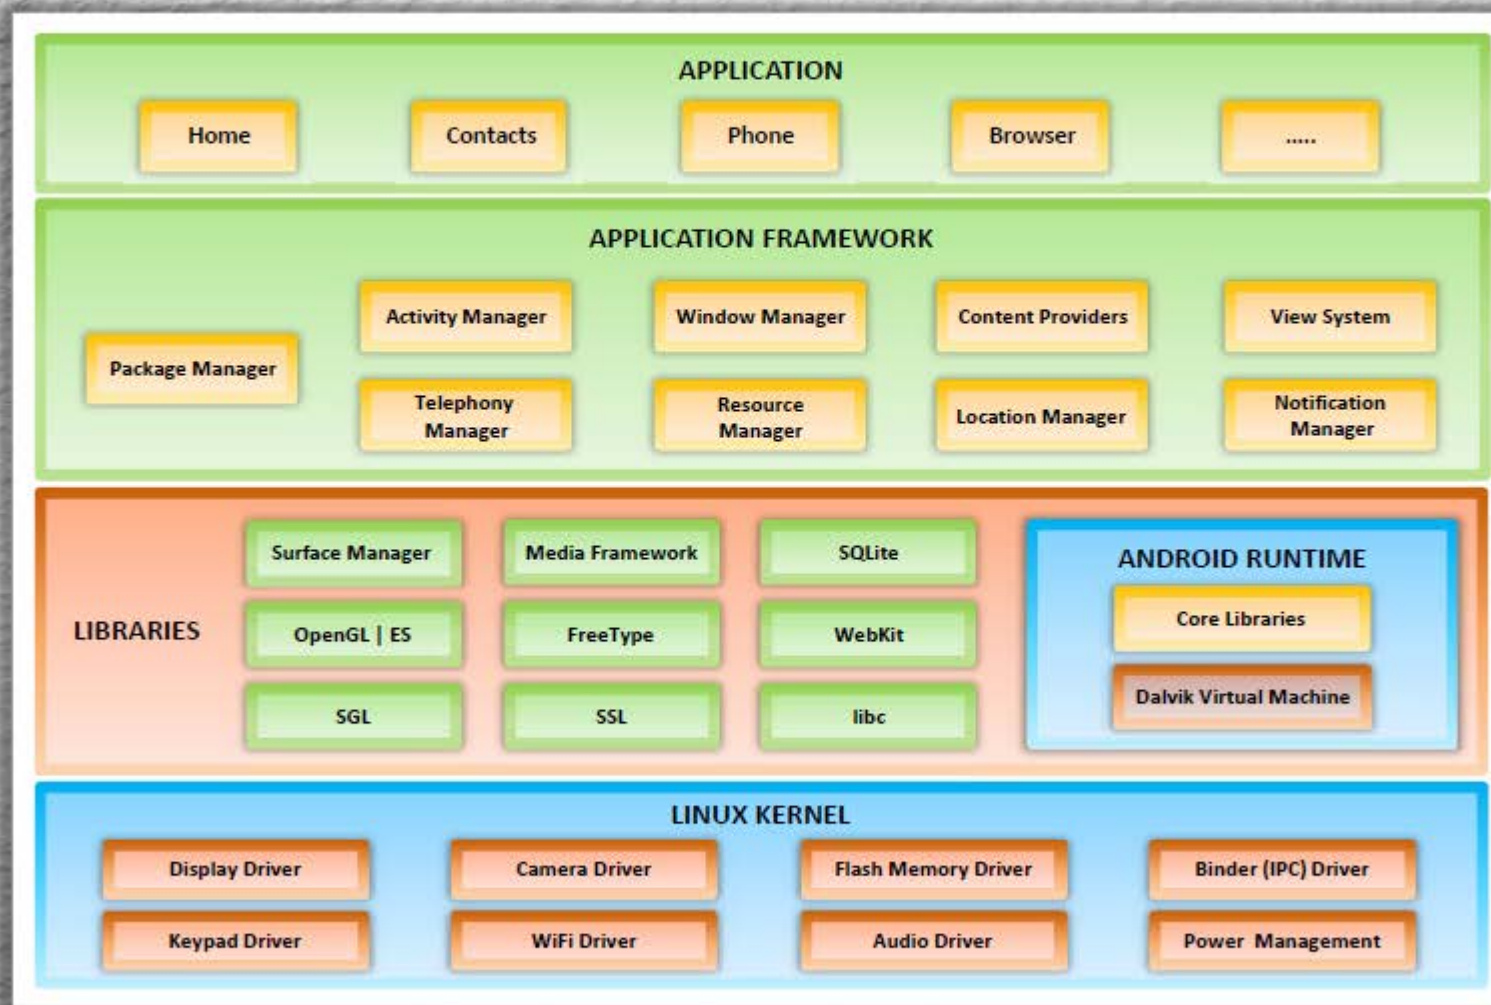 APPLICATION
Home
Contacts
Phone
Browser
.....
APPLICATION FRAMEWORK
Package Manager
Activity Manager
Window Manager
Content Providers
View System
Telephony
Manager
Resource
Manager
Location Manager
Notification
Manager
LIBRARIES
Surface Manager
Media Framework
SQLite
OpenGL | ES
FreeType
WebKit
SGL
SSL
libc
ANDROID RUNTIME
Core Libraries
Dalvik Virtual Machine
LINUX KERNEL
Display Driver
Camera Driver
Flash Memory Driver
Binder (IPC) Driver
Keypad Driver
WiFi Driver
Audio Driver
Power Management